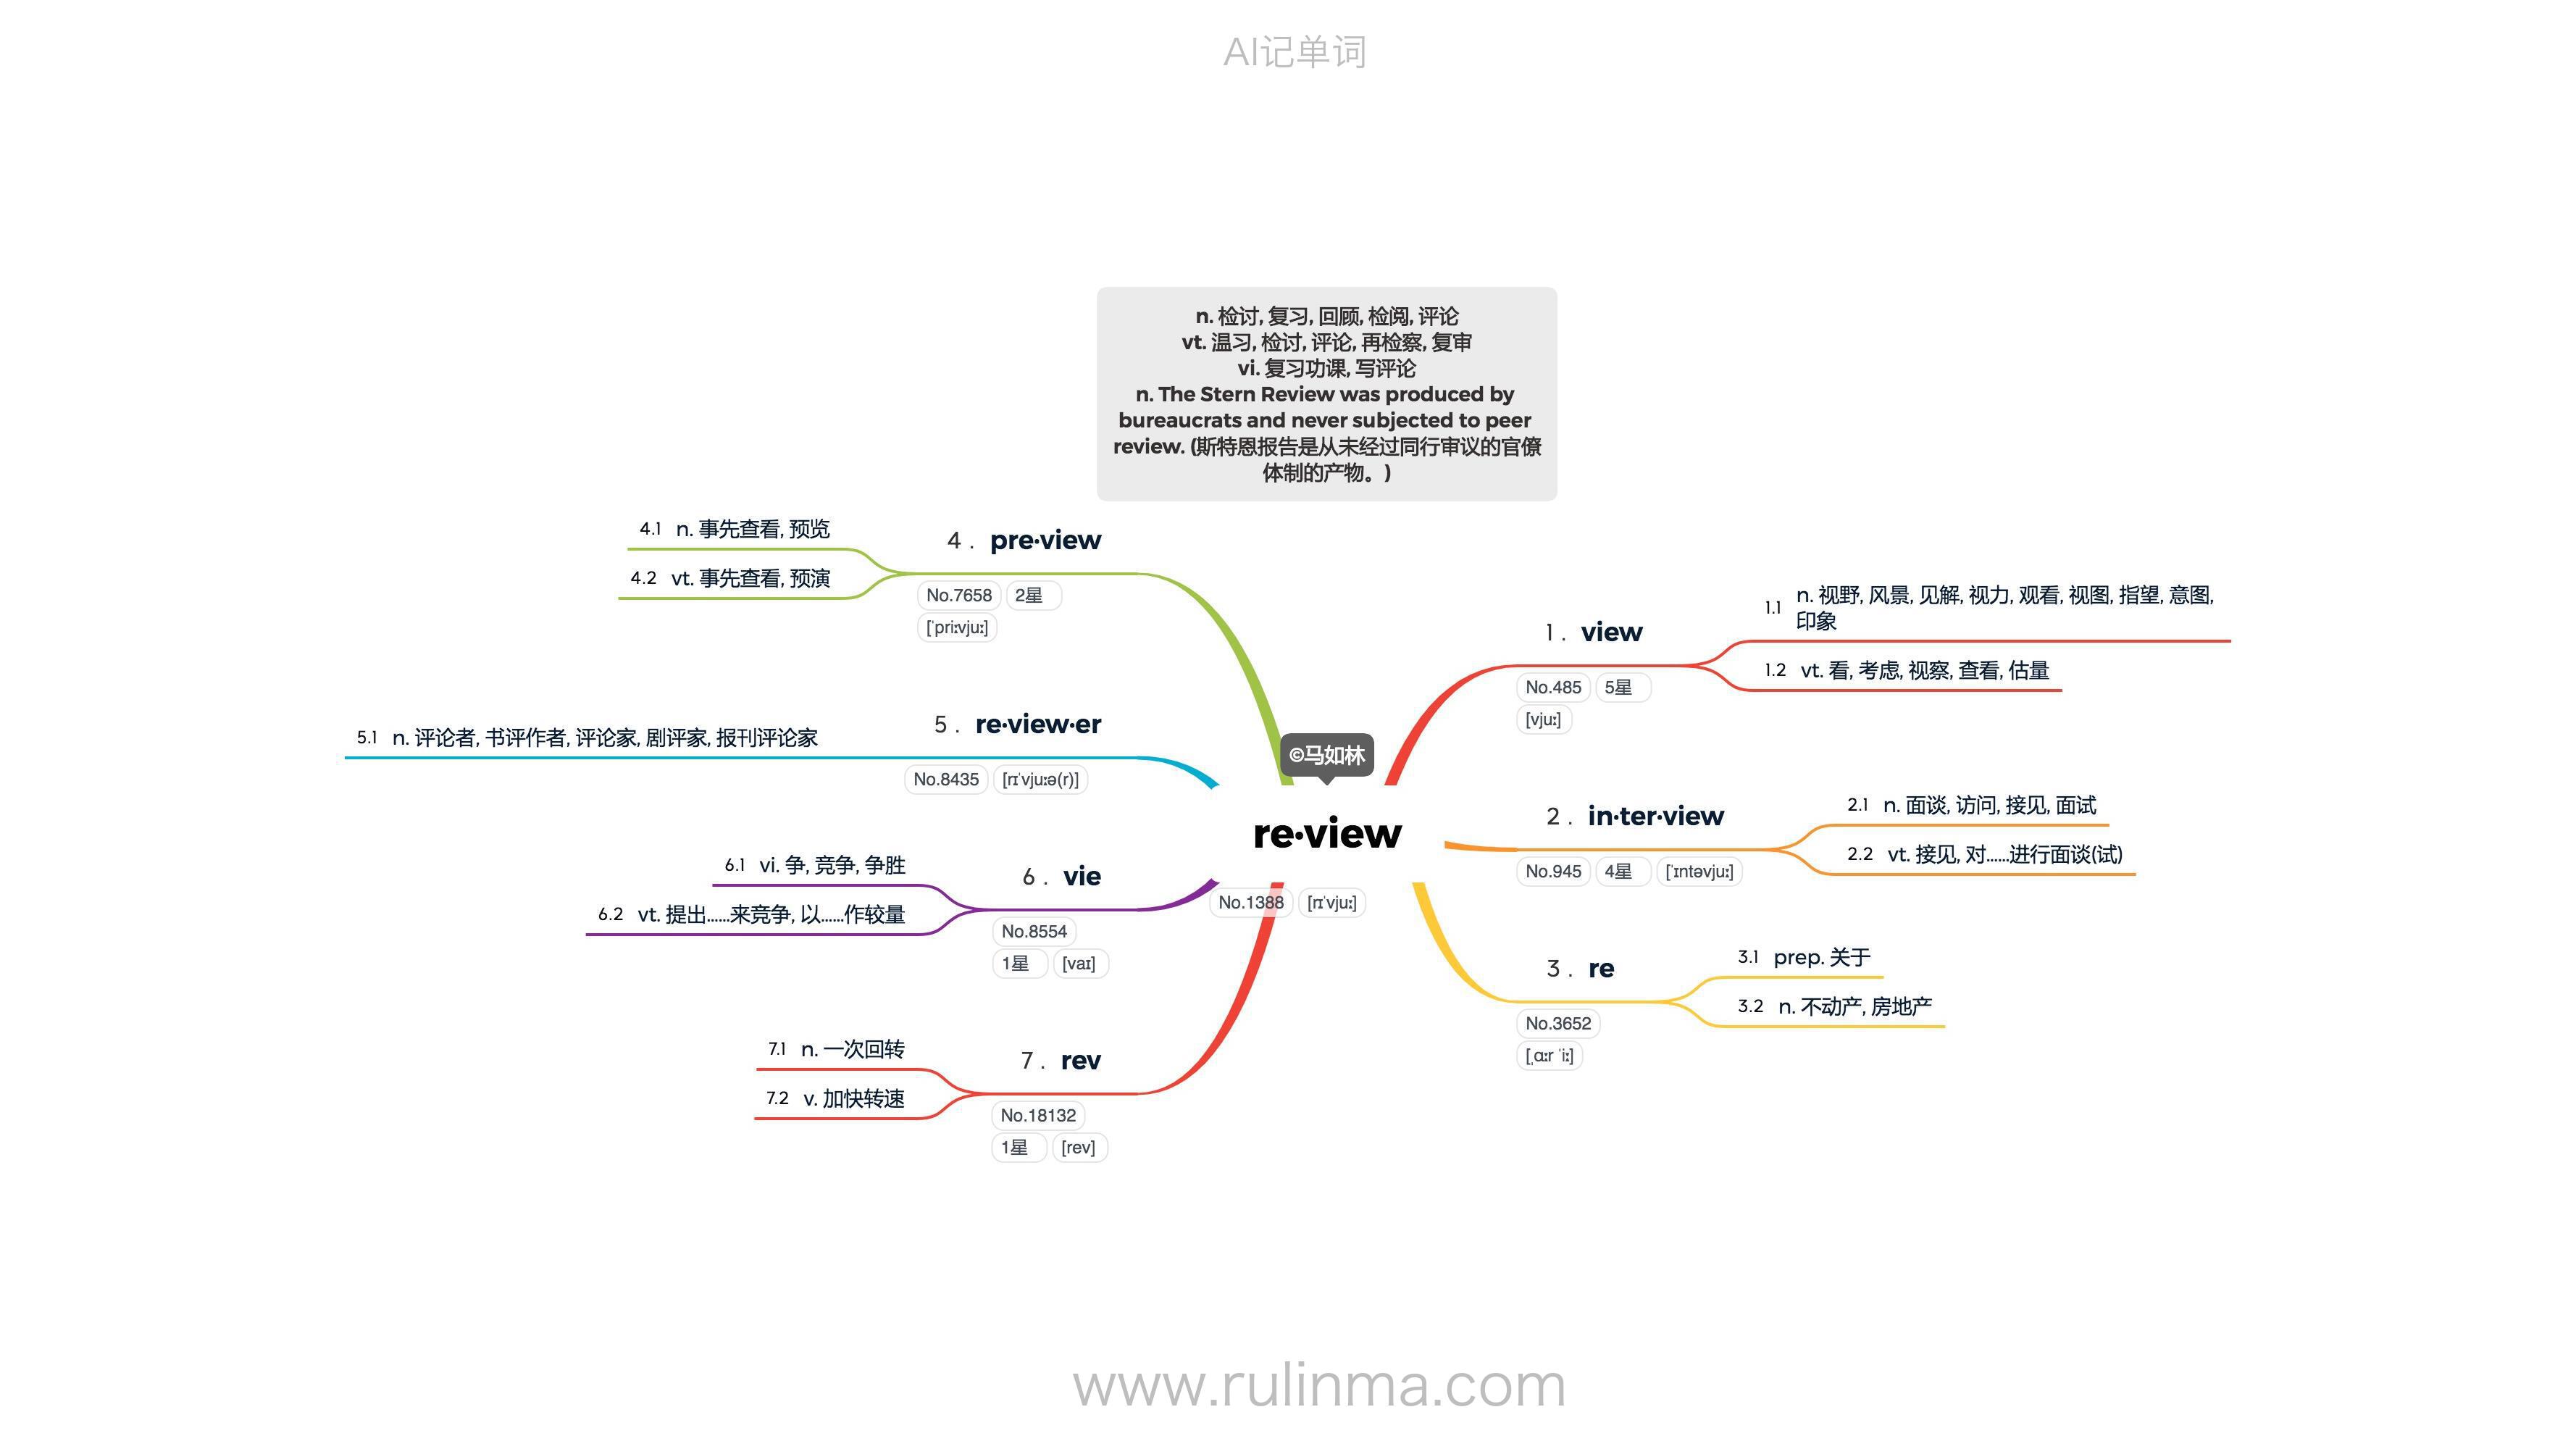 AI记单词
n. 检讨, 复习, 回顾, 检阅, 评论
vt. 温习, 检讨, 评论, 再检察, 复审
vi. 复习功课, 写评论
n. The Stern Review was produced by
bureaucrats and never subjected to peer
review. (斯特恩报告是从未经过同行审议的官僚
体制的产物。)
©马如林
re·view
No.1388 [rɪˈvjuː]
1 . view
No.485 5星
[vjuː]
1.1 n. 视野, 风景, 见解, 视力, 观看, 视图, 指望, 意图,
印象
1.2 vt. 看, 考虑, 视察, 查看, 估量
2 . in·ter·view
No.945 4星 [ˈɪntəvjuː]
2.1 n. 面谈, 访问, 接见, 面试
2.2 vt. 接见, 对......进行面谈(试)
3 . re
No.3652
[ˌɑːr ˈiː]
3.1 prep. 关于
3.2 n. 不动产, 房地产
4 . pre·view
No.7658 2星
[ˈpriːvjuː]
4.1 n. 事先查看, 预览
4.2 vt. 事先查看, 预演
5 . re·view·er
No.8435 [rɪˈvjuːə(r)]
5.1 n. 评论者, 书评作者, 评论家, 剧评家, 报刊评论家
6 . vie
No.8554
1星 [vaɪ]
6.1 vi. 争, 竞争, 争胜
6.2 vt. 提出......来竞争, 以......作较量
7 . rev
No.18132
1星 [rev]
7.1 n. 一次回转
7.2 v. 加快转速
www.rulinma.com